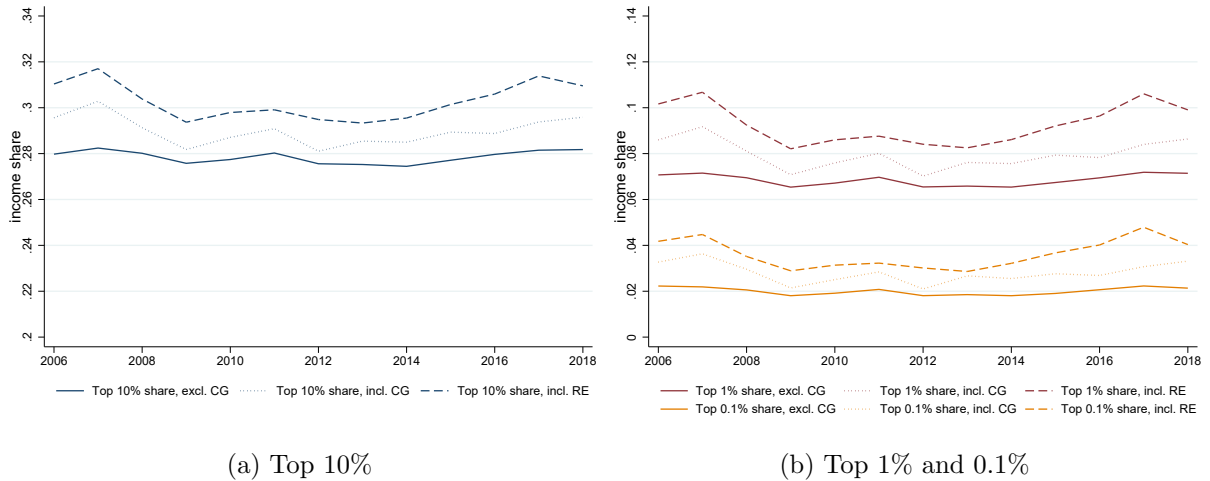 income share
.34
.32
.3
.28
.26
.24
.22
.2
2006 2008 2010 2012 2014 2016 2018
Top 10% share, excl. CG Top 10% share, incl. CG Top 10% share, incl. RE
(a) Top 10%
income share
.14
.12
.1
.08
.06
.04
.02
0
2006 2008 2010 2012 2014 2016 2018
Top 1% share, excl. CG Top 1% share, incl. CG Top 1% share, incl. RE
Top 0.1% share, excl. CG Top 0.1% share, incl. CG Top 0.1% share, incl. RE
(b) Top 1% and 0.1%